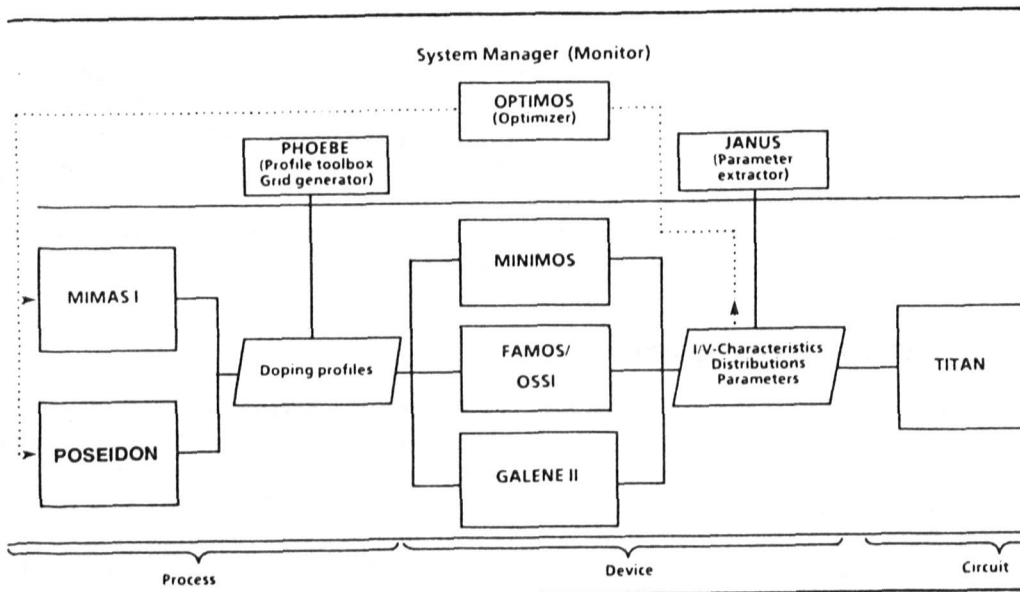 System Manager (Monitor)
OPTIMOS
(Optimizer)
PHOEBE
(Profile toolbox
Grid generator)
JANUS
(Parameter
extractor)
MIMAS I
POSEIDON
Doping profiles
MINIMOS
FAMOS/
OSSI
GALENE II
I/V-Characteristics
Distributions
Parameters
TITAN
Process
Device
Circuit